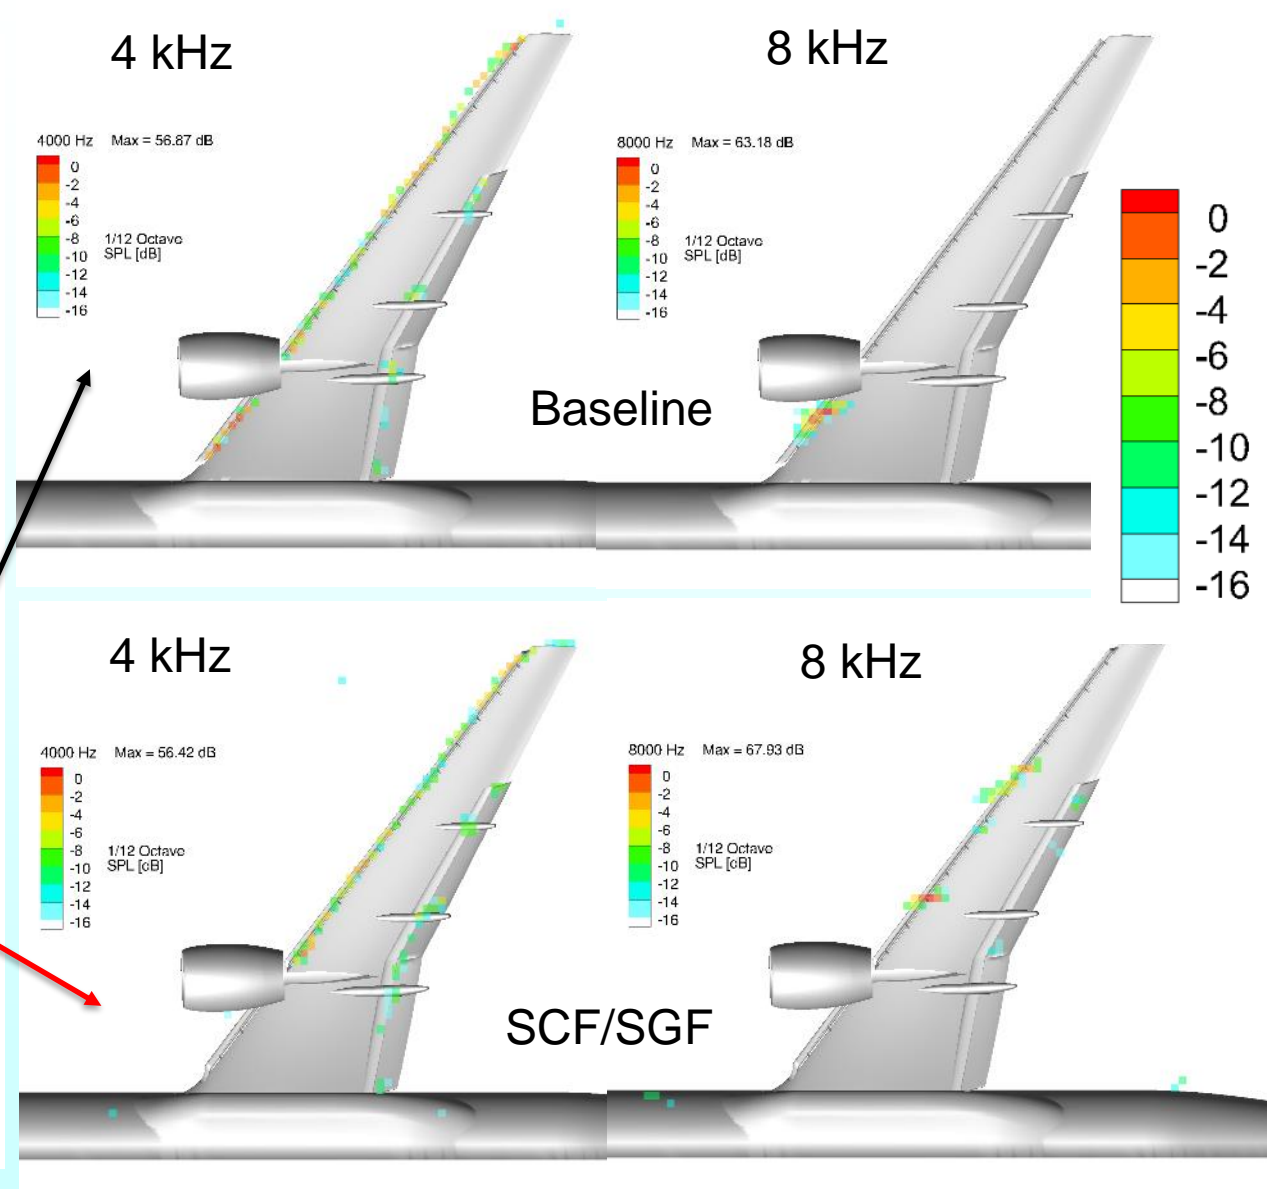 4 kHz
4000 Hz Max = 56.87 dB
0
-2
-4
-6
-8
-10
-12
-14
-16
1/12 Octave
SPL [dB]
8 kHz
8000 Hz Max = 63.18 dB
0
-2
-4
-6
-8
-10
-12
-14
-16
1/12 Octave
SPL [dB]
0
-2
-4
-6
-8
-10
-12
-14
-16
Baseline
4 kHz
4000 Hz Max = 56.42 dB
0
-2
-4
-6
-8
-10
-12
-14
-16
1/12 Octave
SPL [dB]
8 kHz
8000 Hz Max = 67.93 dB
0
-2
-4
-6
-8
-10
-12
-14
-16
1/12 Octave
SPL [dB]
SCF/SGF